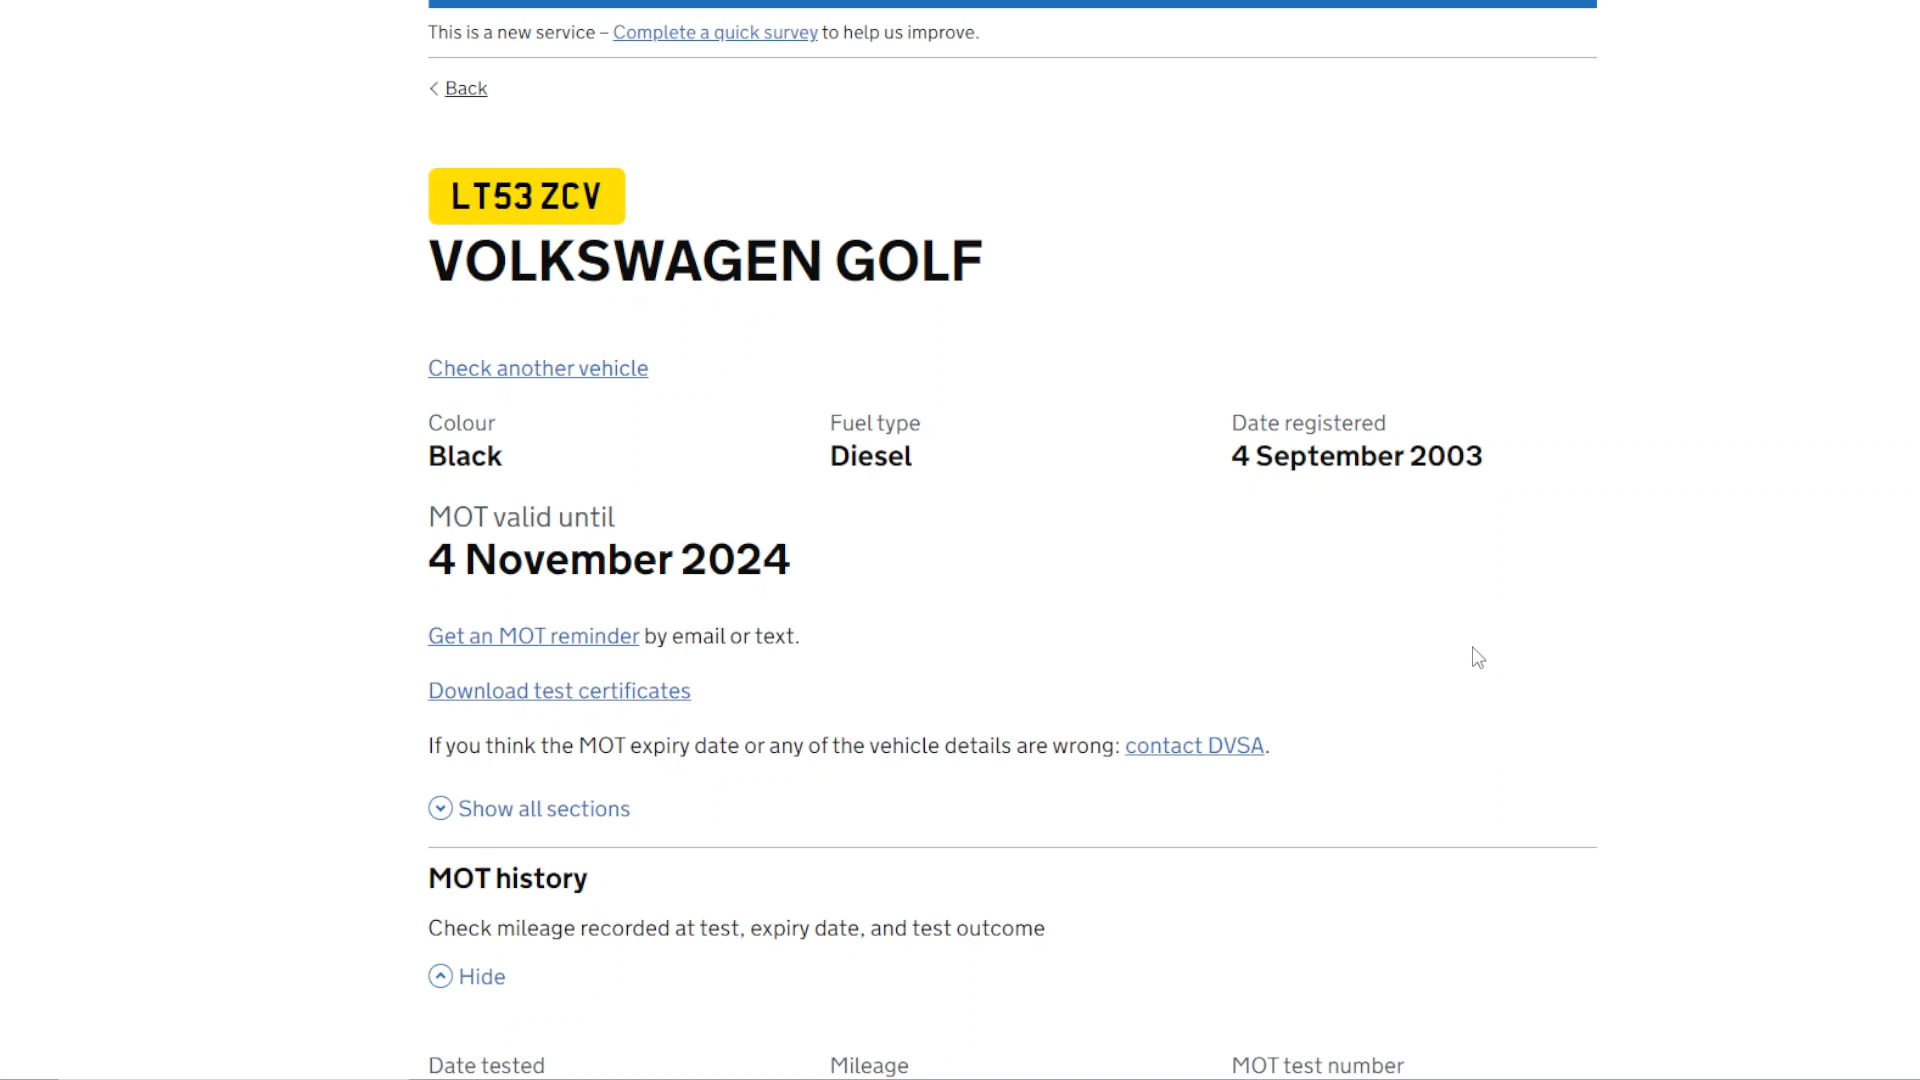 This is a new service – Complete a quick survey to help us improve.
Back
LT53 ZCV
VOLKSWAGEN GOLF
Check another vehicle
Colour Fuel type Date registered
Black Diesel 4 September 2003
MOT valid until
4 November 2024
Get an MOT reminder by email or text.
Download test certificates
If you think the MOT expiry date or any of the vehicle details are wrong: contact DVSA.
Show all sections
MOT history
Check mileage recorded at test, expiry date, and test outcome
Hide
Date tested Mileage MOT test number